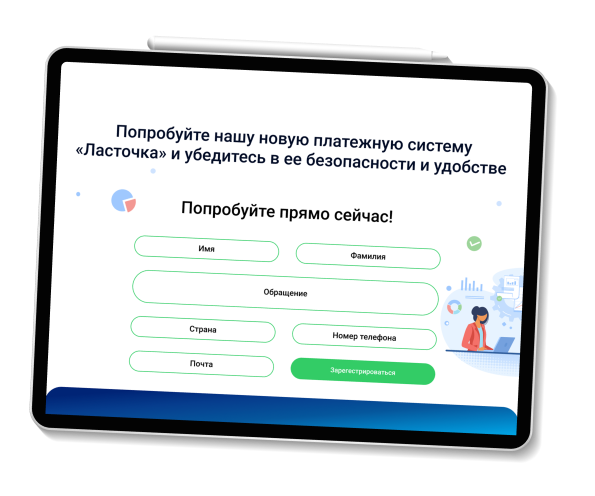 Попробуйте нашу новую платежную систему
«Ласточка» и убедитесь в ее безопасности и удобстве
Попробуйте прямо сейчас!
Имя
Фамилия
Обращение
Страна
Номер телефона
Почта
Зарегестрироваться